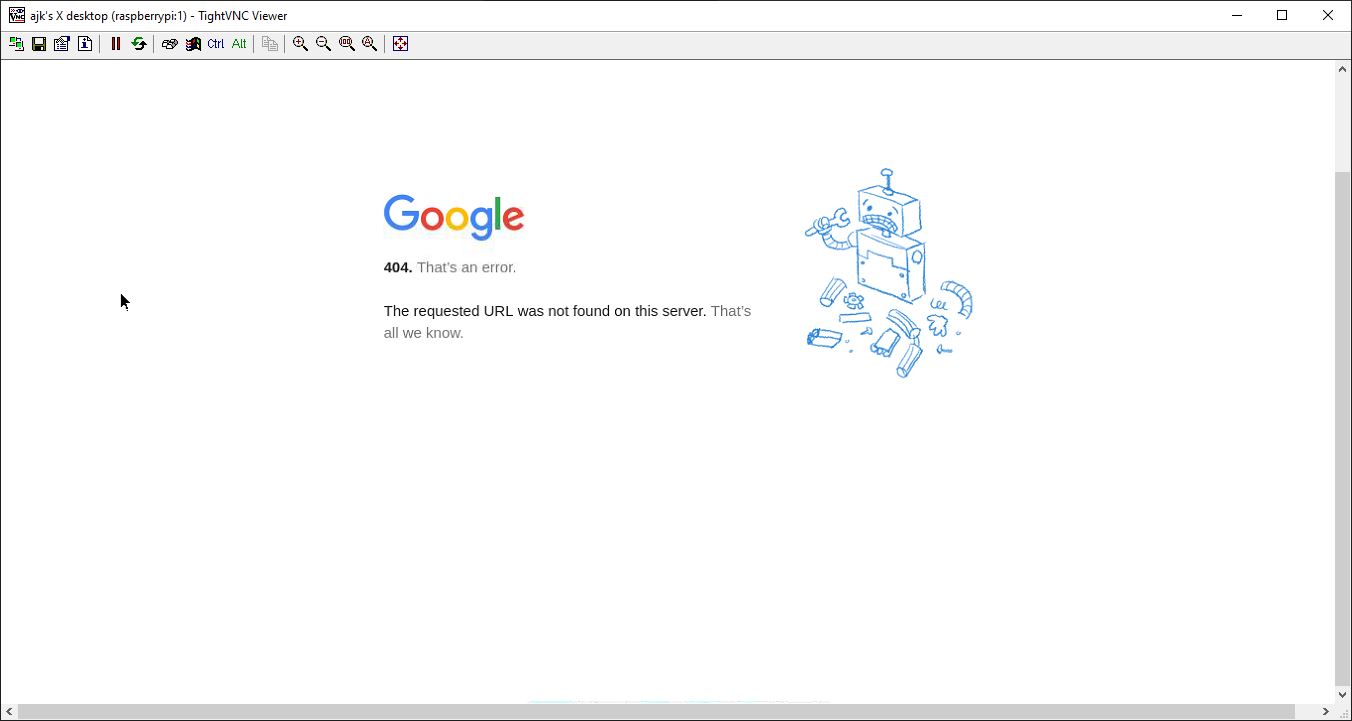 ajk's X desktop (raspberrypi:1) - TightVNC Viewer
Ctrl Alt
Google
404. That’s an error.
The requested URL was not found on this server. That’s
all we know.